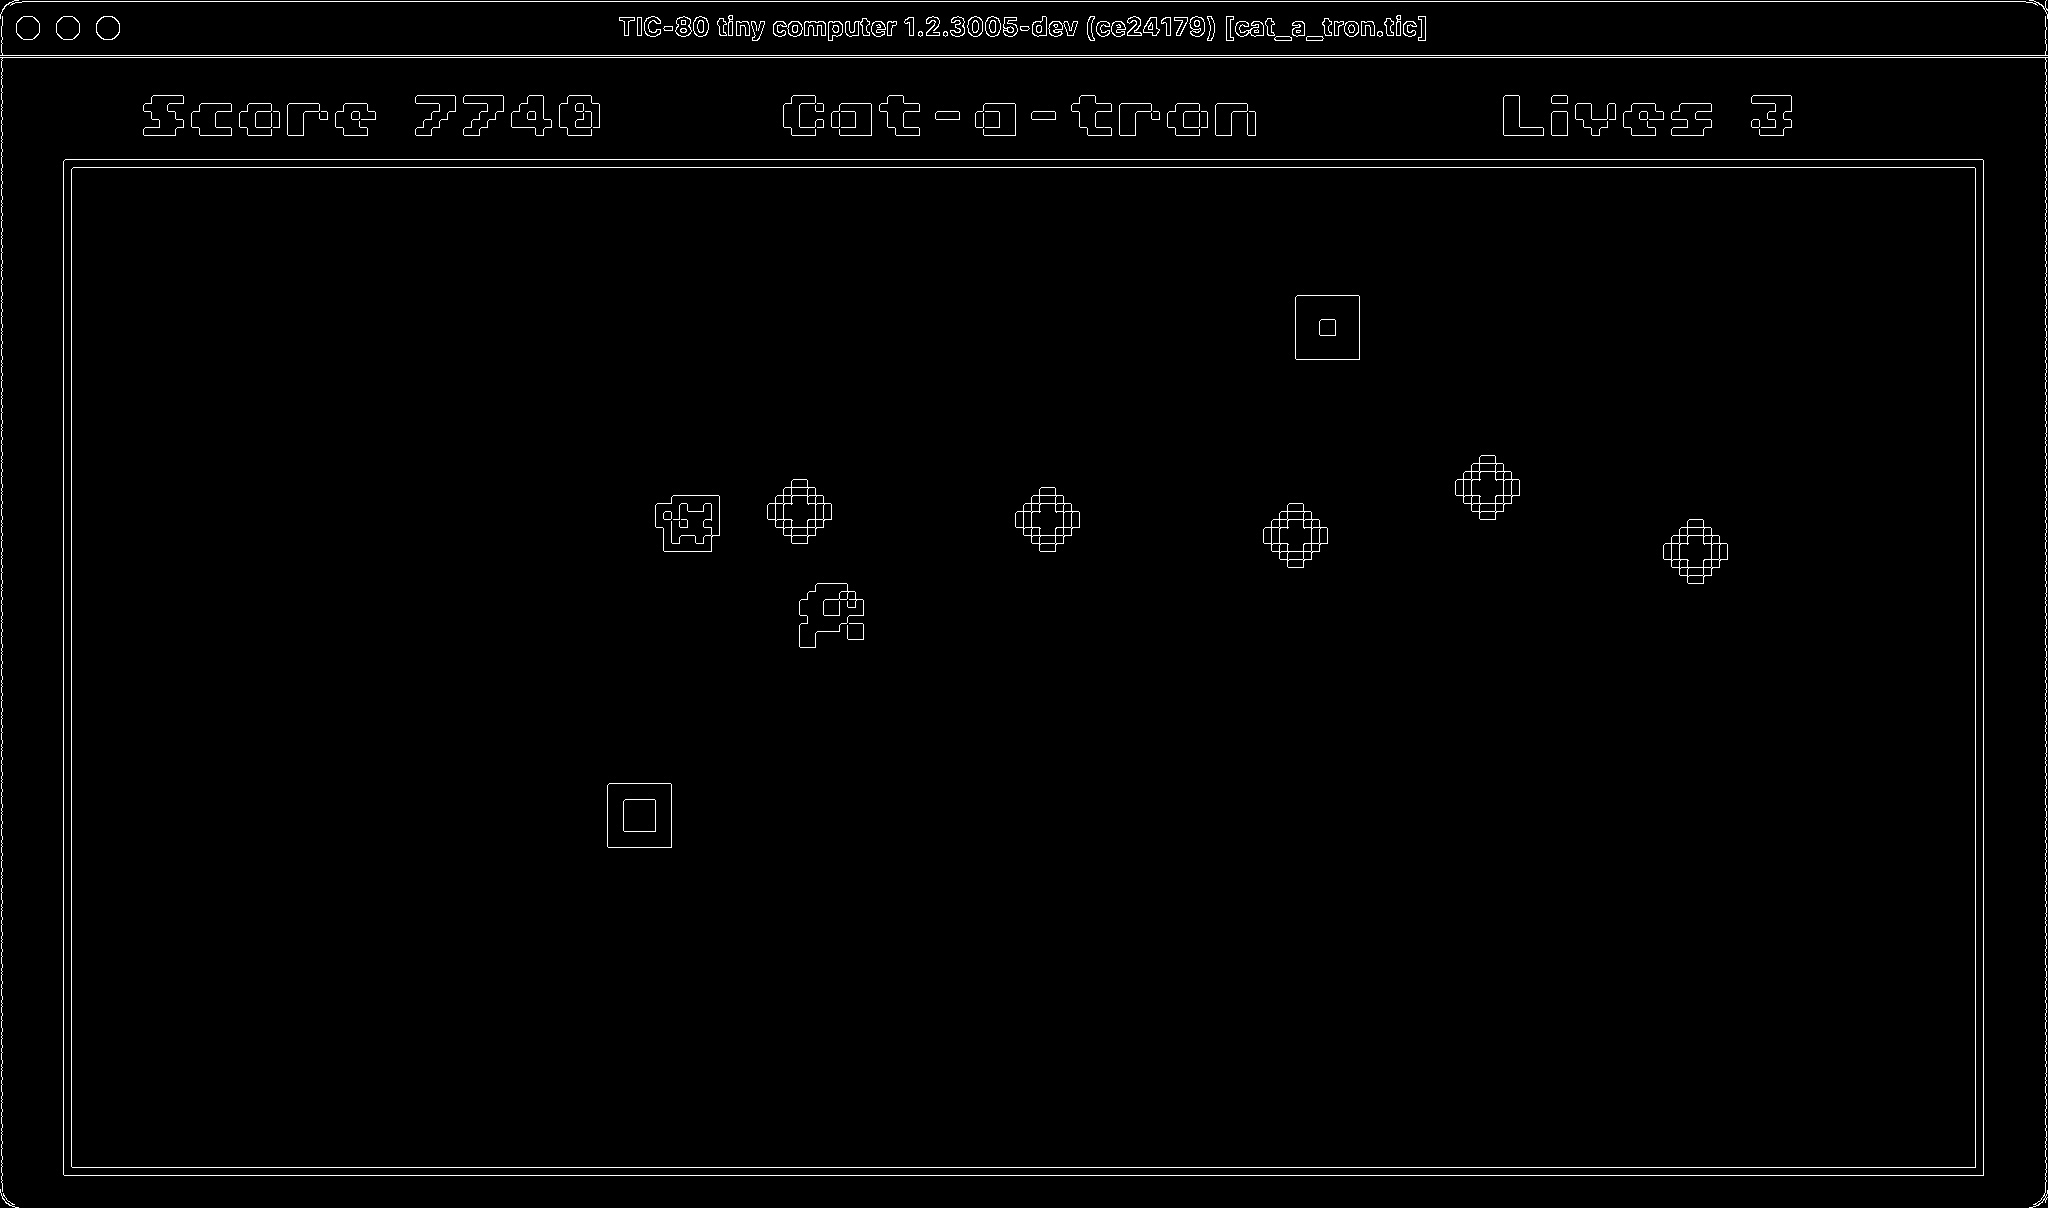 TIC-80 tiny computer 1.2.3005-dev (ce24179) [cat_a_tron.tic]
Score 7740 Cat-a-tron Lives 3